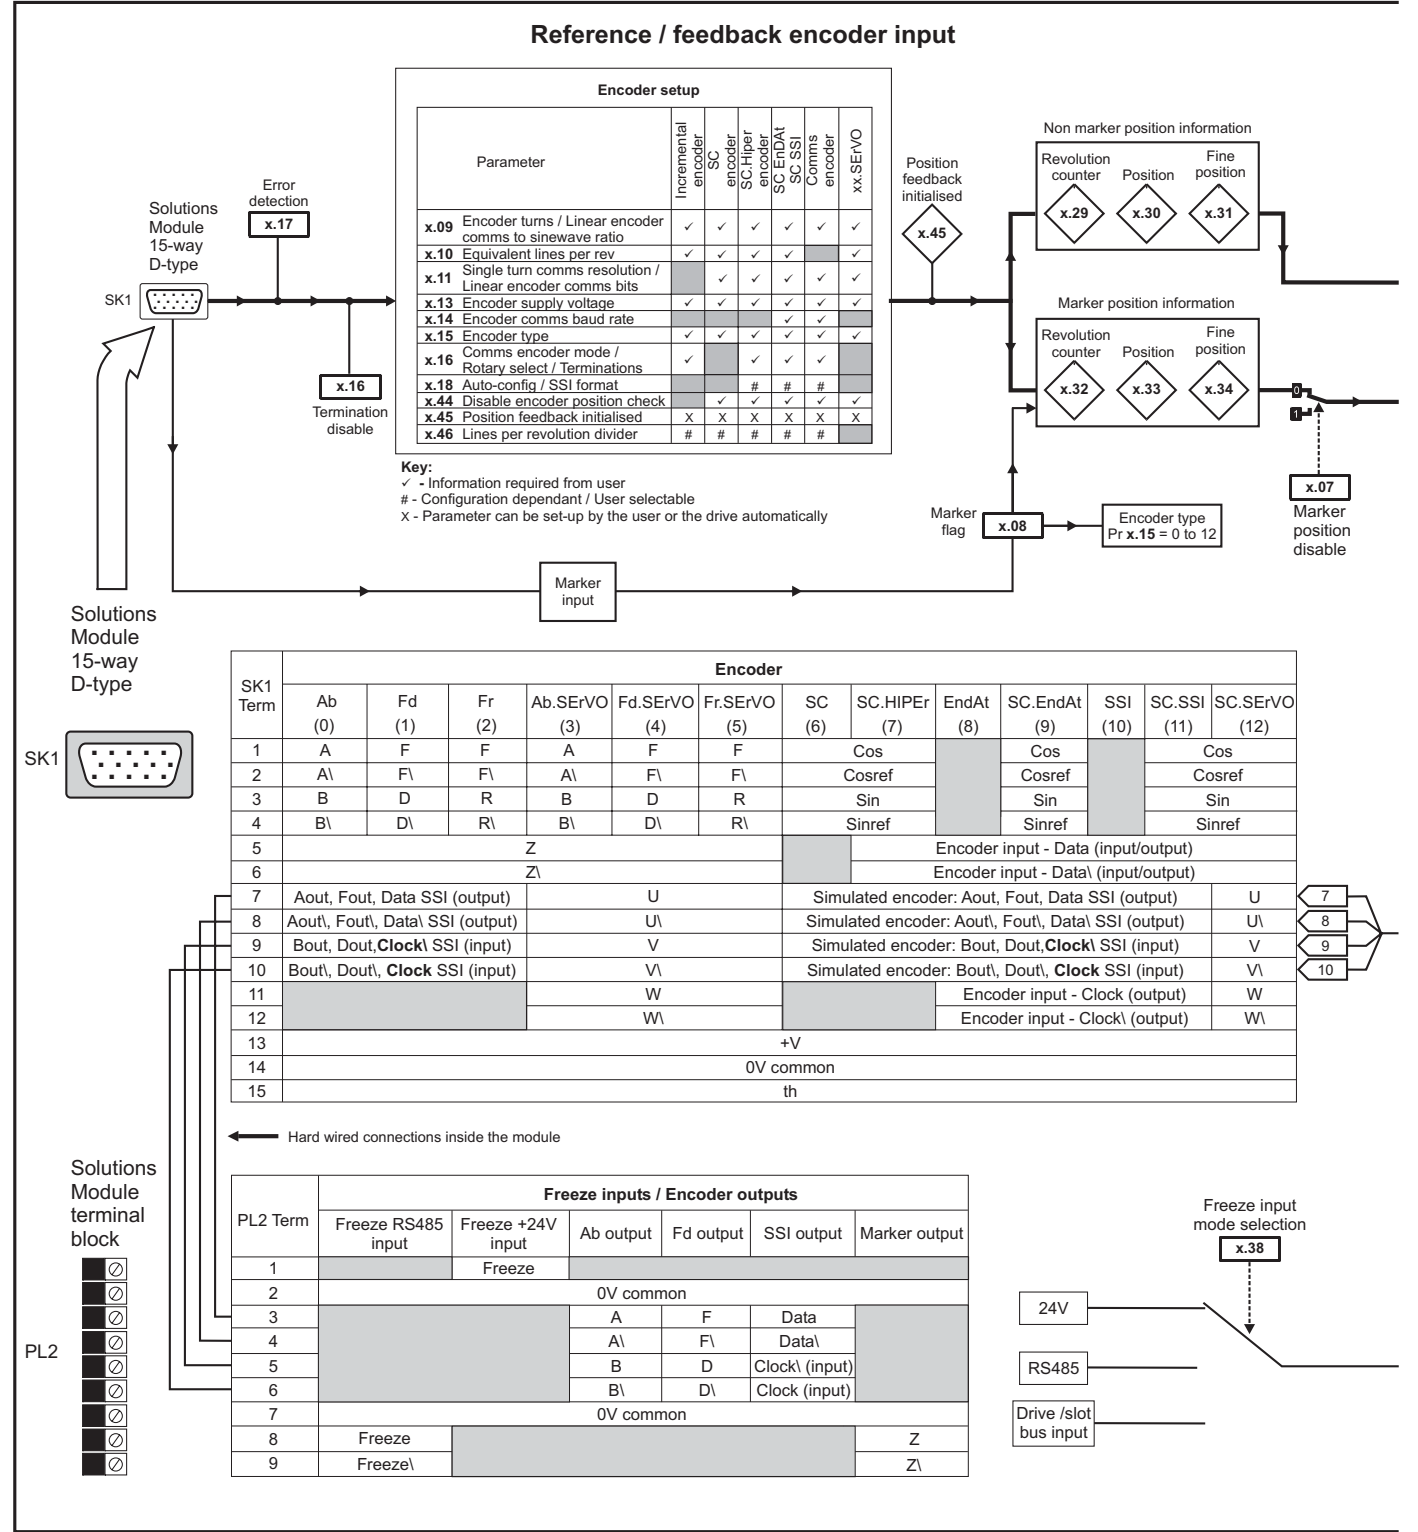 Reference / feedback encoder input
Encoder setup
Parameter
Incremental
encoder
SC
encoder
SC.Hiper
encoder
SC EnDAt
SC SSI
Comms
encoder
xx.SErVO
x.09 Encoder turns / Linear encoder
comms to sinewave ratio
✓ ✓ ✓ ✓ ✓ ✓
x.10 Equivalent lines per rev ✓ ✓ ✓ ✓ ✓
x.11 Single turn comms resolution /
Linear encoder comms bits
✓ ✓ ✓ ✓ ✓
x.13 Encoder supply voltage ✓ ✓ ✓ ✓ ✓ ✓
x.14 Encoder comms baud rate ✓ ✓
x.15 Encoder type ✓ ✓ ✓ ✓ ✓ ✓
x.16 Comms encoder mode /
Rotary select / Terminations
✓ ✓ ✓ ✓
x.18 Auto-config / SSI format # # #
x.44 Disable encoder position check ✓ ✓ ✓ ✓ ✓
x.45 Position feedback initialised X X X X X X
x.46 Lines per revolution divider # # # # #
Key:
✓ - Information required from user
# - Configuration dependant / User selectable
X - Parameter can be set-up by the user or the drive automatically
Solutions
Module
15-way
D-type
SK1
Error
detection
x.17
x.16
Termination
disable
Position
feedback
initialised
x.45
Non marker position information
Revolution
counter
Position
Fine
position
x.29 x.30 x.31
Marker position information
Revolution
counter
Position
Fine
position
x.32 x.33 x.34
0
1
x.07
Marker
position
disable
Marker
flag
x.08
Encoder type
Pr x.15 = 0 to 12
Marker
input
Solutions
Module
15-way
D-type
SK1
SK1
Term
Encoder
Ab
(0)
Fd
(1)
Fr
(2)
Ab.SErVO
(3)
Fd.SErVO
(4)
Fr.SErVO
(5)
SC
(6)
SC.HIPEr
(7)
EndAt
(8)
SC.EndAt
(9)
SSI
(10)
SC.SSI
(11)
SC.SErVO
(12)
1 A F F A F F Cos Cos Cos
2 A\ F\ F\ A\ F\ F\ Cosref Cosref Cosref
3 B D R B D R Sin Sin Sin
4 B\ D\ R\ B\ D\ R\ Sinref Sinref Sinref
5 Z Encoder input - Data (input/output)
6 Z\ Encoder input - Data\ (input/output)
7 Aout, Fout, Data SSI (output) U Simulated encoder: Aout, Fout, Data SSI (output) U 7
8 Aout\, Fout\, Data\ SSI (output) U\ Simulated encoder: Aout\, Fout\, Data\ SSI (output) U\ 8
9 Bout, Dout,Clock\ SSI (input) V Simulated encoder: Bout, Dout,Clock\ SSI (input) V 9
10 Bout\, Dout\, Clock SSI (input) V\ Simulated encoder: Bout\, Dout\, Clock SSI (input) V\ 10
11 W Encoder input - Clock (output) W
12 W\ Encoder input - Clock\ (output) W\
13 +V
14 0V common
15 th
Hard wired connections inside the module
Solutions
Module
terminal
block
PL2
PL2 Term
Freeze inputs / Encoder outputs
Freeze RS485
input
Freeze +24V
input
Ab output Fd output SSI output Marker output
1 Freeze
2 0V common
3 A F Data
4 A\ F\ Data\
5 B D Clock\ (input)
6 B\ D\ Clock (input)
7 0V common
8 Freeze Z
9 Freeze\ Z\
Freeze input
mode selection
x.38
24V
RS485
Drive /slot
bus input